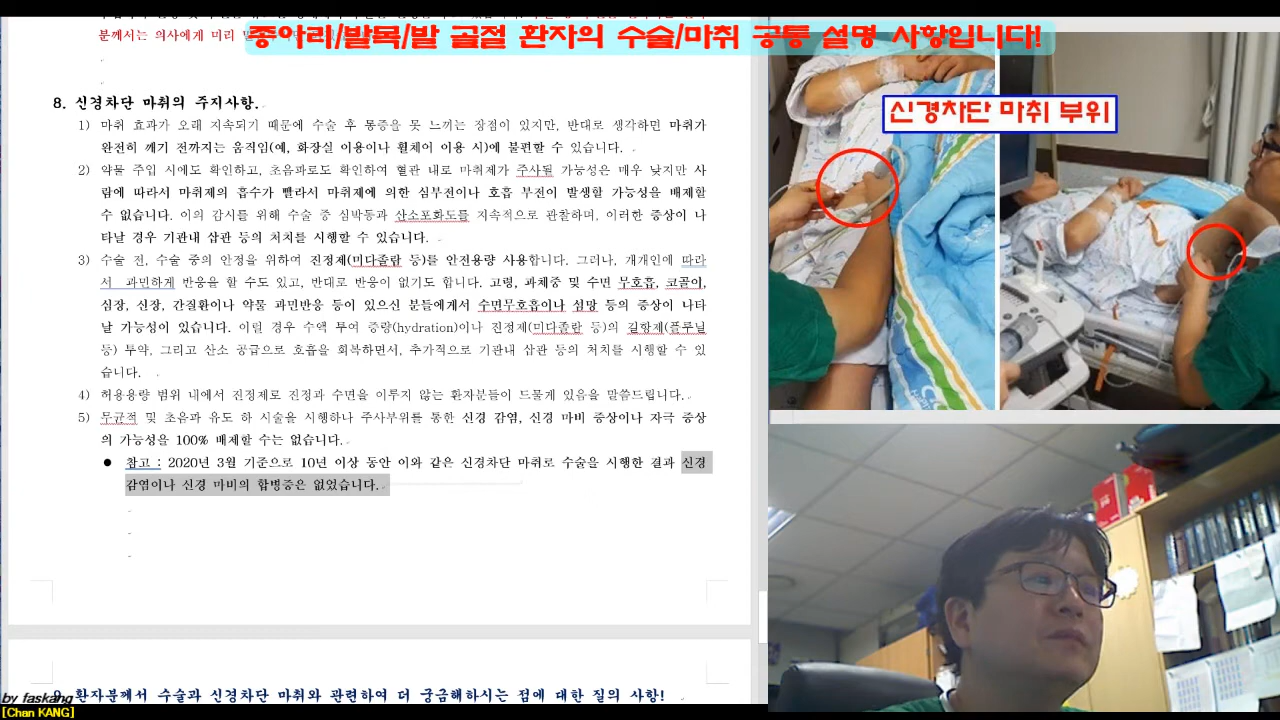 분께서는 의사에게 미리
종아리/발목/발 골절 환자의 수술/마취 공통 설명 사항입니다!
8. 신경차단 마취의 주지사항.
1) 마취 효과가 오래 지속되기 때문에 수술 후 통증을 못 느끼는 장점이 있지만, 반대로 생각하면 마취가
완전히 깨기 전까지는 움직임(예, 화장실 이용이나 휠체어 이용 시)에 불편할 수 있습니다.
2) 약물 주입 시에도 확인하고, 초음파로도 확인하여 혈관 내로 마취제가 주사될 가능성은 매우 낮지만 사
람에 따라서 마취제의 흡수가 빨라서 마취제에 의한 심부전이나 호흡 부전이 발생할 가능성을 배제할
수 없습니다. 이의 감시를 위해 수술 중 심박동과 산소포화도를 지속적으로 관찰하며, 이러한 증상이 나
타날 경우 기관내 삽관 등의 처치를 시행할 수 있습니다.
3) 수술 전, 수술 중의 안정을 위하여 진정제(미다졸람 등)를 안전용량 사용합니다. 그러나, 개개인에 따라
서 과민하게 반응을 할 수도 있고, 반대로 반응이 없기도 합니다. 고령, 과체중 및 수면 무호흡, 코골이,
심장, 신장, 간질환이나 약물 과민반응 등이 있으신 분들에게서 수면무호흡이나 섬망 등의 증상이 나타
날 가능성이 있습니다. 이럴 경우 수액 투여 증량(hydration)이나 진정제(미다졸람 등)의 길항제(플루닐
등) 투약, 그리고 산소 공급으로 호흡을 회복하면서, 추가적으로 기관내 삽관 등의 처치를 시행할 수 있
습니다.
4) 허용용량 범위 내에서 진정제로 진정과 수면을 이루지 않는 환자분들이 드물게 있음을 말씀드립니다.
5) 무균적 및 초음파 유도 하 시술을 시행하나 주사부위를 통한 신경 감염, 신경 마비 증상이나 자극 증상
의 가능성을 100% 배제할 수는 없습니다.
● 참고 : 2020년 3월 기준으로 10년 이상 동안 이와 같은 신경차단 마취로 수술을 시행한 결과 신경
감염이나 신경 마비의 합병증은 없었습니다.
9. 환자분께서 수술과 신경차단 마취와 관련하여 더 궁금해하시는 점에 대한 질의 사항!
by faskang
[Chan KANG]
신경차단 마취 부위